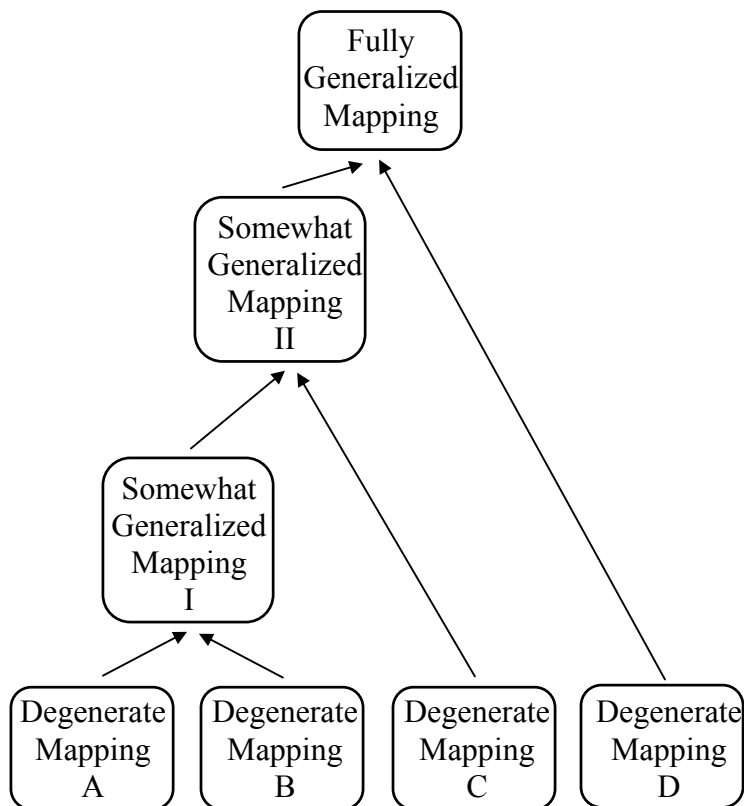 Fully
Generalized
Mapping
Somewhat
Generalized
Mapping
II
Somewhat
Generalized
Mapping
I
Degenerate
Mapping
A
Degenerate
Mapping
B
Degenerate
Mapping
C
Degenerate
Mapping
D